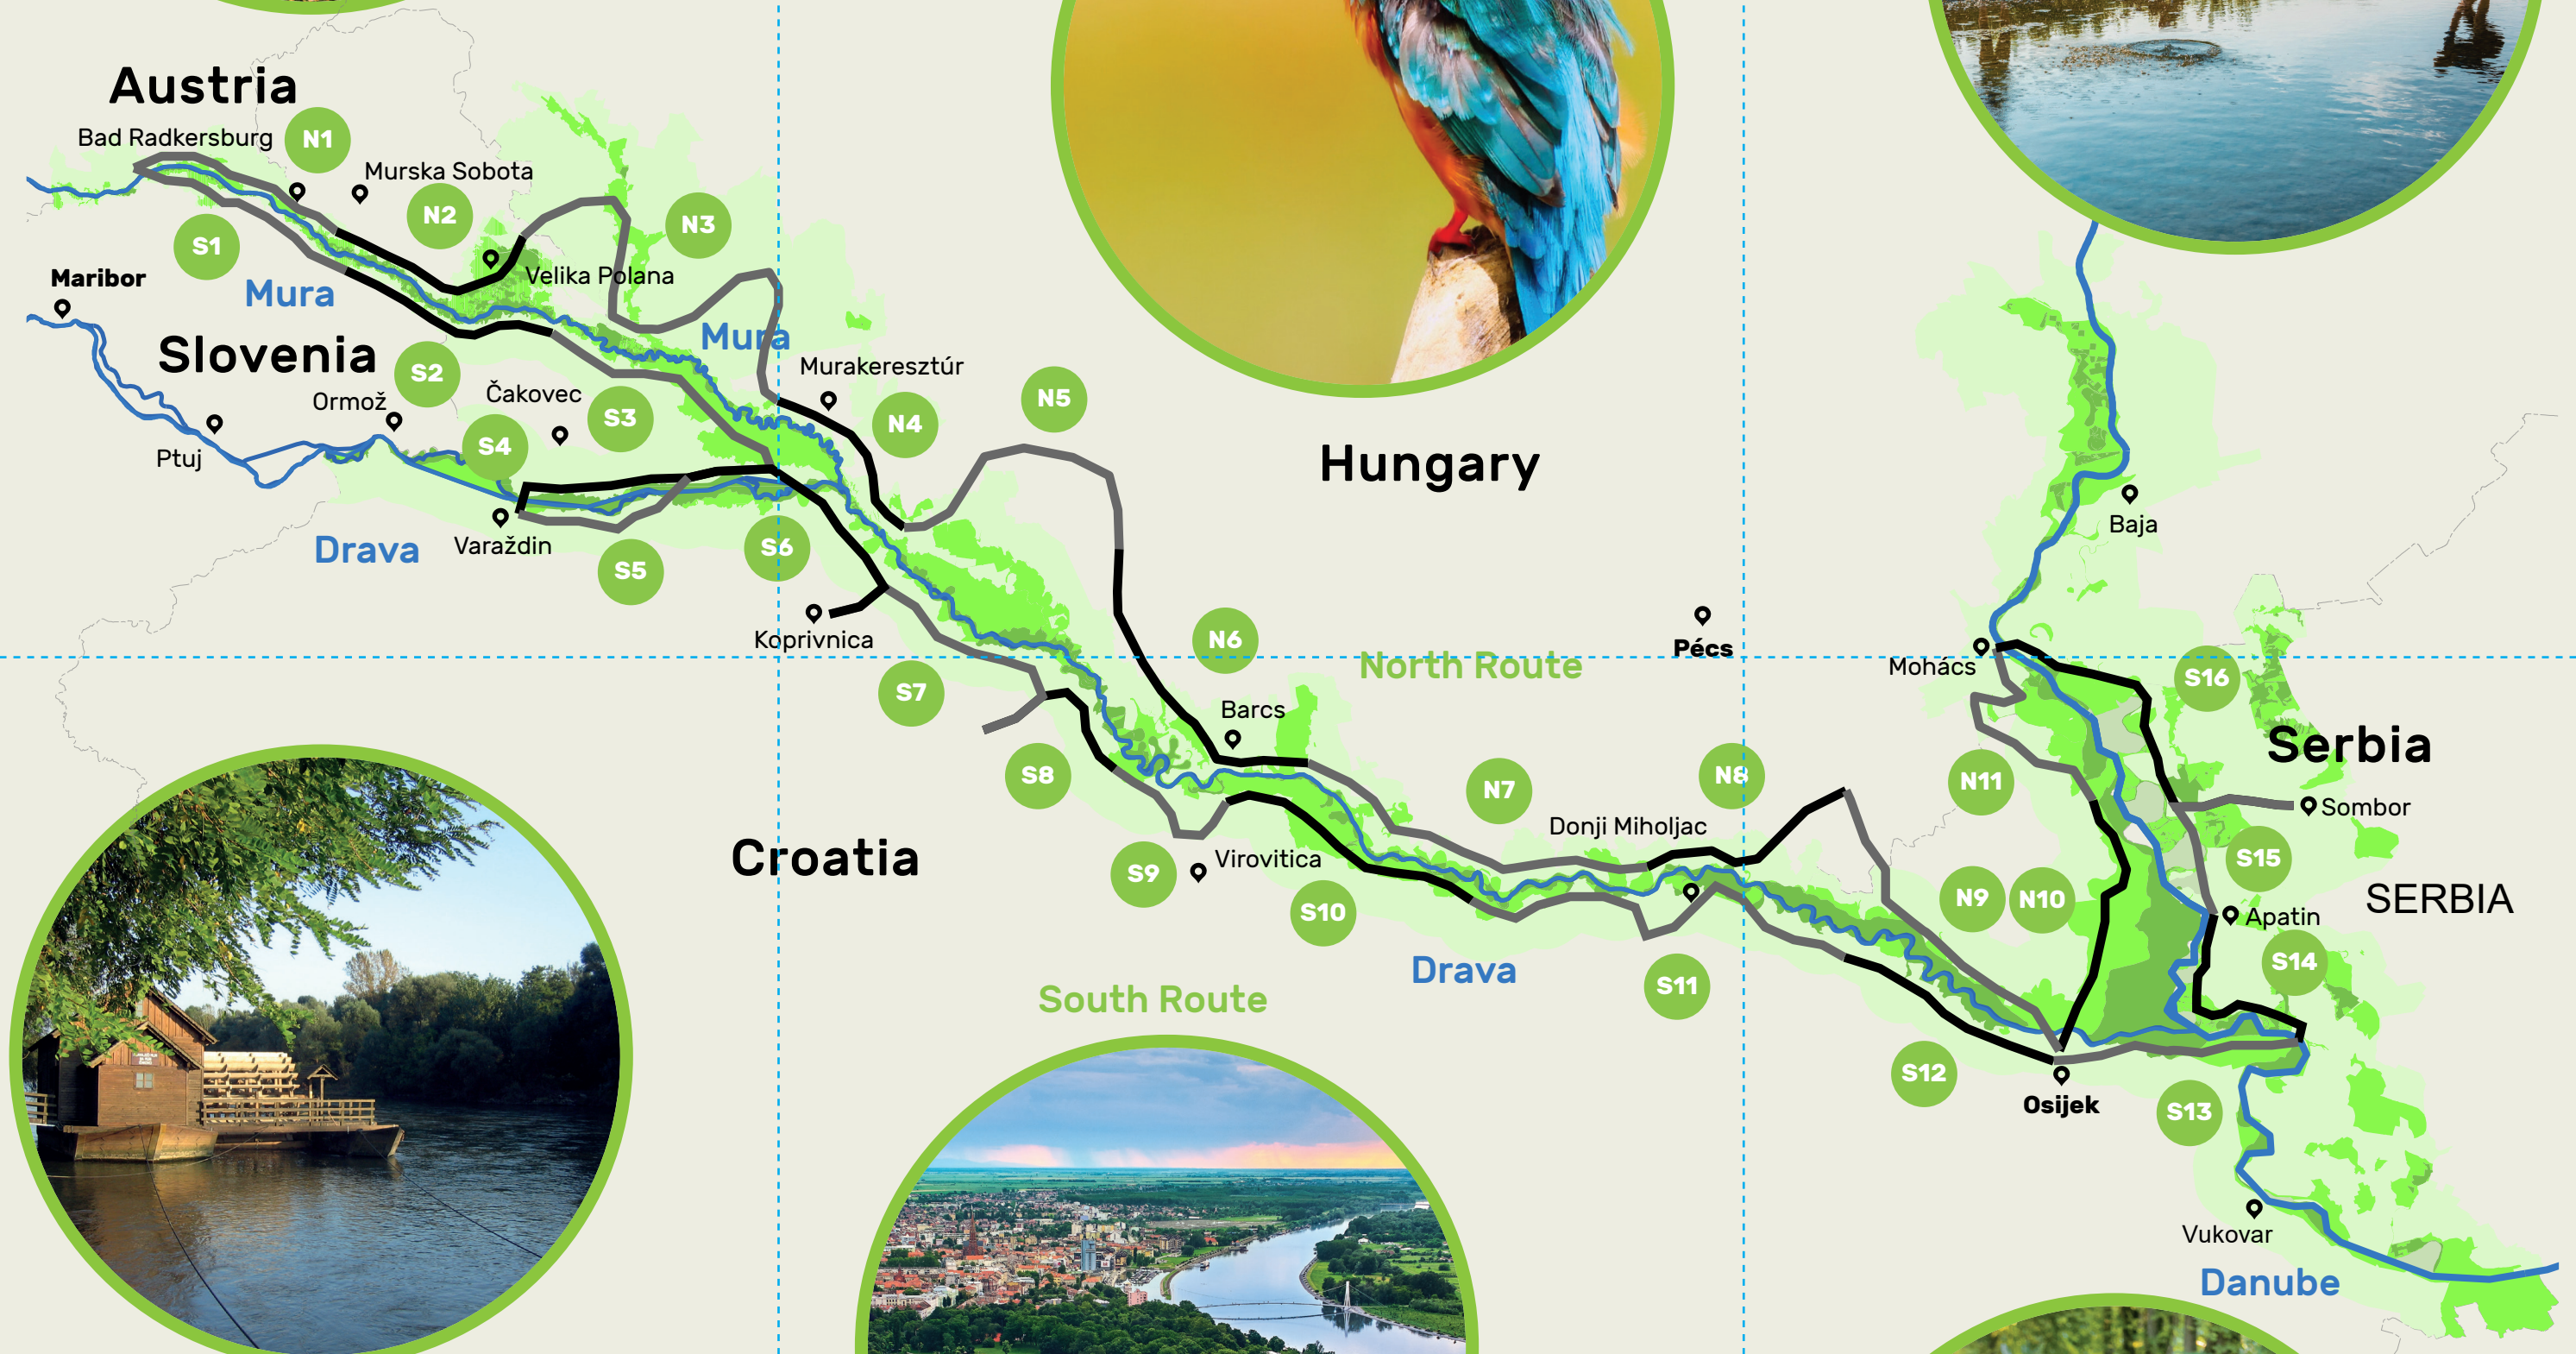 Austria
Bad Radkersburg
N1
Murska Sobota
N2
N3
S1
Maribor
Mura
Velika Polana
Slovenia
Mura
Murakeresztúr
S2
Čakovec
Ormož
S3
N4
N5
S4
Ptuj
Hungary
Baja
Drava
Varaždin
S5
S6
Koprivnica
N6
North Route
Pécs
Mohács
S7
S16
Barcs
Serbia
S8
N7
N8
N11
Sombor
Donji Miholjac
Croatia
S9
Virovitica
S15
S10
N9
N10
SERBIA
Apatin
Drava
S14
South Route
S11
S12
Osijek
S13
Vukovar
Danube